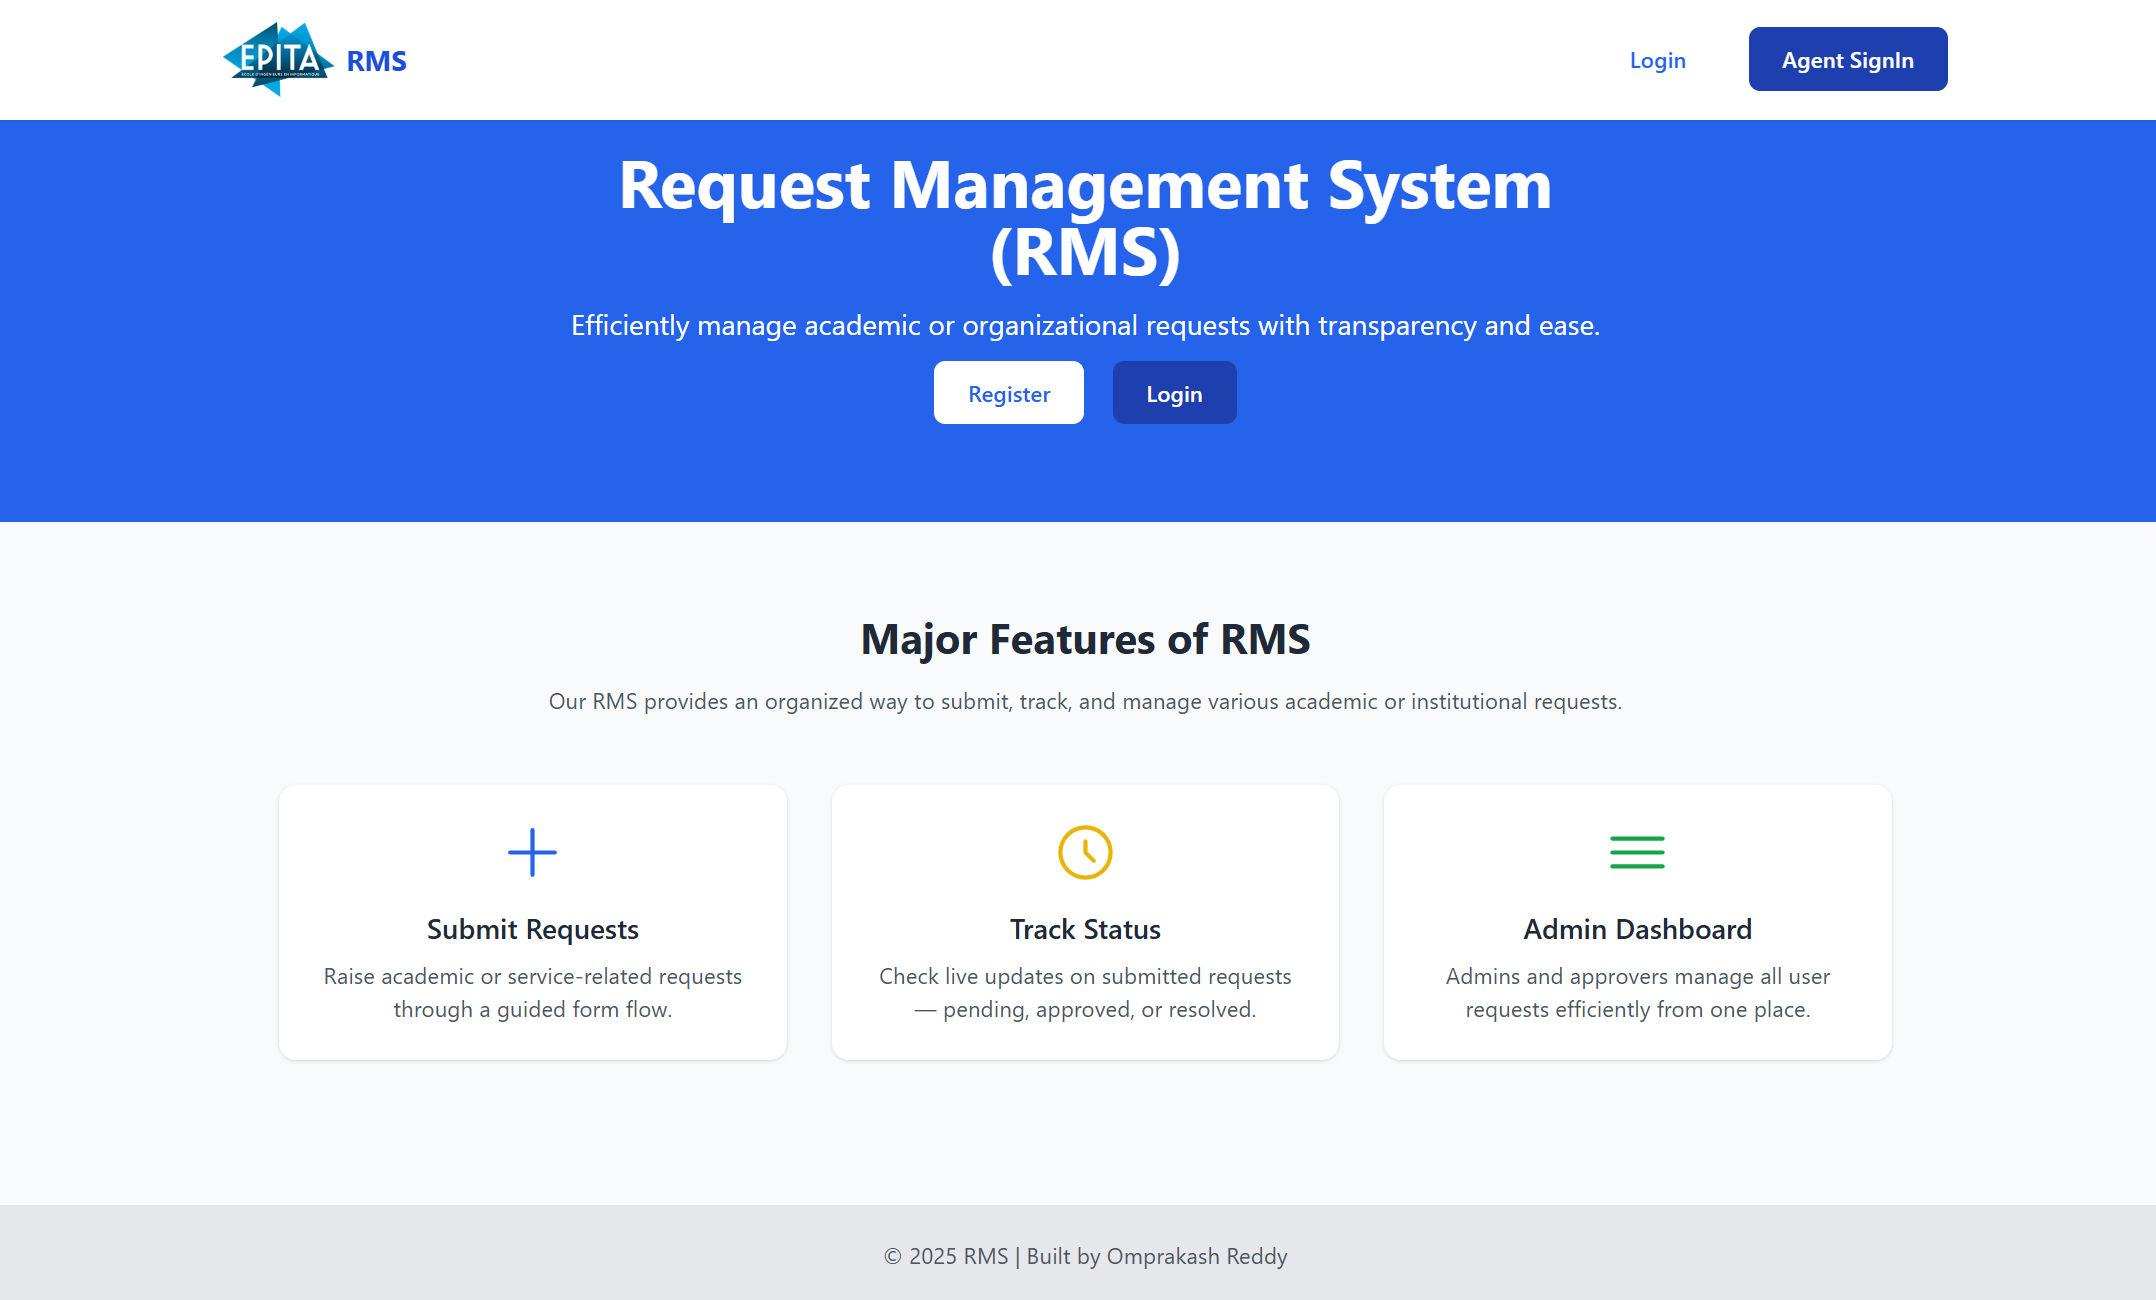 EPITA
ECOLE D'INGENIEURS EN INFORMATIQUE
RMS
Login
Agent SignIn
Request Management System
(RMS)
Efficiently manage academic or organizational requests with transparency and ease.
Register
Login
Major Features of RMS
Our RMS provides an organized way to submit, track, and manage various academic or institutional requests.
Submit Requests
Raise academic or service-related requests
through a guided form flow.
Track Status
Check live updates on submitted requests
— pending, approved, or resolved.
Admin Dashboard
Admins and approvers manage all user
requests efficiently from one place.
© 2025 RMS | Built by Omprakash Reddy